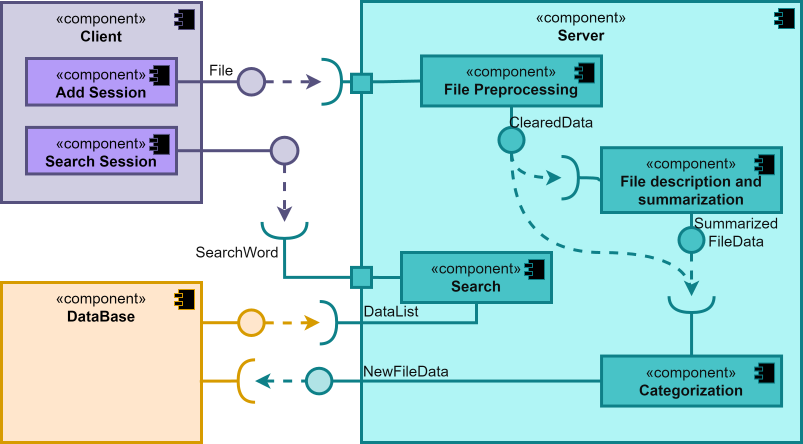 «component»
Client
«component»
Add Session
«component»
Search Session
File
SearchWord
«component»
DataBase
«component»
Server
«component»
File Preprocessing
ClearedData
«component»
File description and
summarization
Summarized
FileData
«component»
Search
DataList
NewFileData
«component»
Categorization